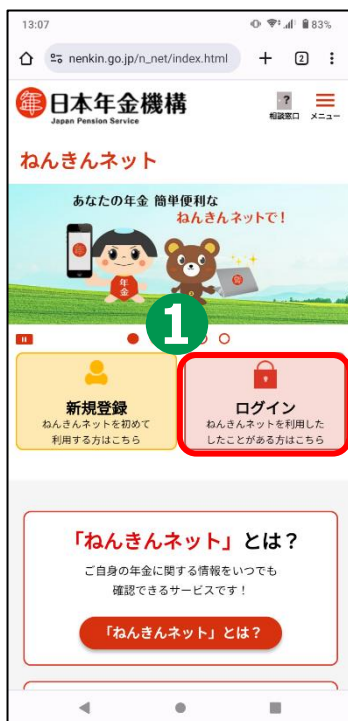 13:07
83%
nenkin.go.jp/n_net/index.html
2
年
日本年金機構
Japan Pension Service
?
相談窓口
メニュー
ねんきんネット
あなたの年金 簡単便利な
ねんきんネットで!
年金
1
新規登録
ねんきんネットを初めて
利用する方はこちら
ログイン
ねんきんネットを利用した
したことがある方はこちら
「ねんきんネット」とは?
ご自身の年金に関する情報をいつでも
確認できるサービスです!
「ねんきんネット」とは?